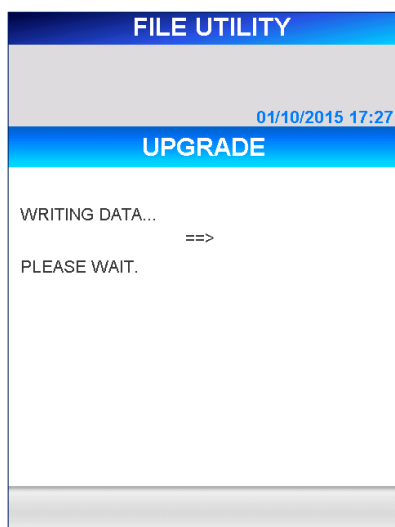 FILE UTILITY
01/10/2015 17:27
UPGRADE
WRITING DATA...
==>
PLEASE WAIT.